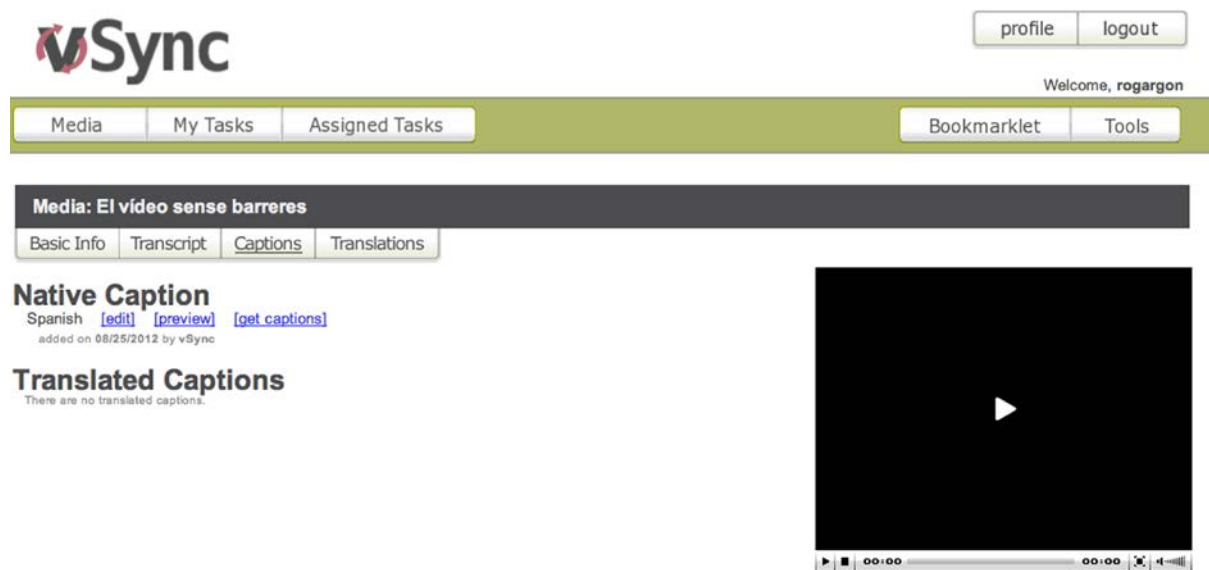 vSync
profile logout
Welcome, rogargon
Media My Tasks Assigned Tasks Bookmarklet Tools
Media: El vídeo sense barreres
Basic Info Transcript Captions Translations
Native Caption
Spanish [edit] [preview] [get captions]
added on 08/25/2012 by vSync
Translated Captions
There are no translated captions.
00:00 00:00